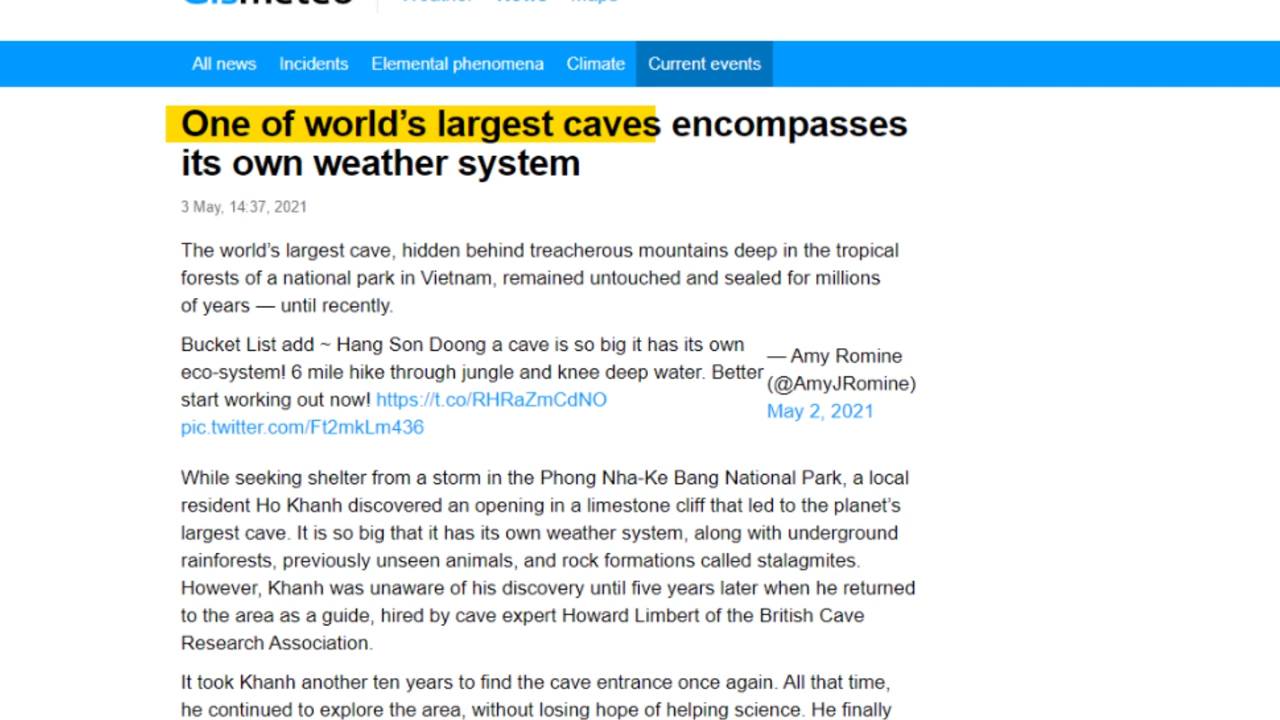 Gismeteo Weather News Maps
All news Incidents Elemental phenomena Climate Current events
One of world’s largest caves encompasses
its own weather system
3 May, 14:37, 2021
The world’s largest cave, hidden behind treacherous mountains deep in the tropical
forests of a national park in Vietnam, remained untouched and sealed for millions
of years — until recently.
Bucket List add ~ Hang Son Doong a cave is so big it has its own
eco-system! 6 mile hike through jungle and knee deep water. Better
start working out now! https://t.co/RHRaZmCdNO
pic.twitter.com/Ft2mkLm436
— Amy Romine
(@AmyJRomine)
May 2, 2021
While seeking shelter from a storm in the Phong Nha-Ke Bang National Park, a local
resident Ho Khanh discovered an opening in a limestone cliff that led to the planet’s
largest cave. It is so big that it has its own weather system, along with underground
rainforests, previously unseen animals, and rock formations called stalagmites.
However, Khanh was unaware of his discovery until five years later when he returned
to the area as a guide, hired by cave expert Howard Limbert of the British Cave
Research Association.
It took Khanh another ten years to find the cave entrance once again. All that time,
he continued to explore the area, without losing hope of helping science. He finally